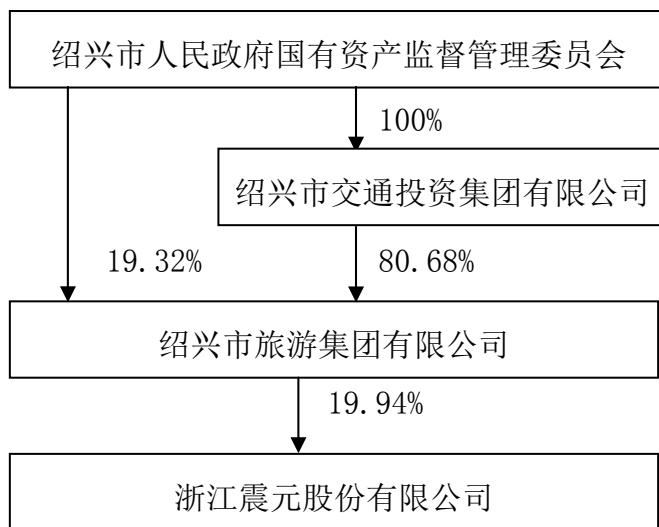 绍兴市人民政府国有资产监督管理委员会
100%
绍兴市交通投资集团有限公司
19.32%
80.68%
绍兴市旅游集团有限公司
19.94%
浙江震元股份有限公司